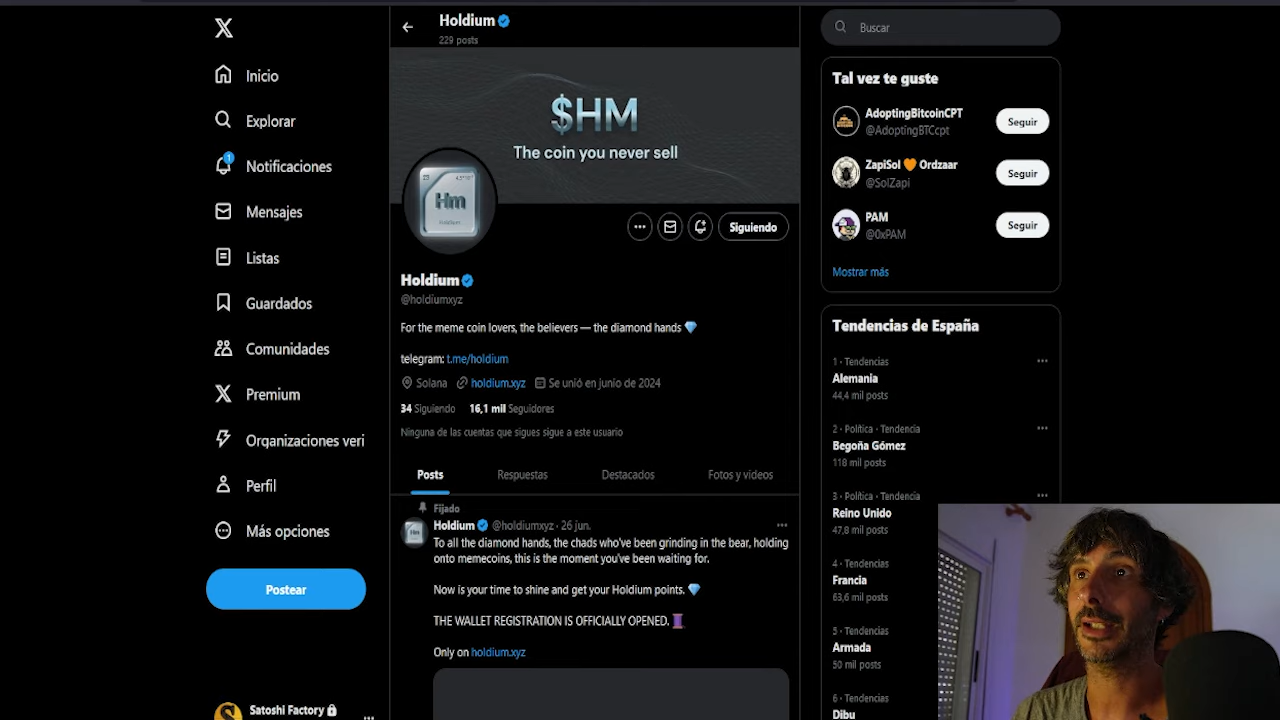 Inicio
Explorar
1
Notificaciones
Mensajes
Listas
Guardados
Comunidades
Premium
Organizaciones veri
Perfil
Más opciones
Postear
Satoshi Factory
Holdium
229 posts
$HM
The coin you never sell
Hm
Holdium
Siguiendo
Holdium
@holdiumxyz
For the meme coin lovers, the believers — the diamond hands 💎
telegram: t.me/holdium
Solana holdium.xyz Se unió en junio de 2024
34 Siguiendo 16,1 mil Seguidores
Ninguna de las cuentas que sigues sigue a este usuario
Posts Respuestas Destacados Fotos y vídeos
Fijado
Holdium @holdiumxyz · 26 jun.
To all the diamond hands, the chads who've been grinding in the bear, holding
onto memecoins, this is the moment you've been waiting for.
Now is your time to shine and get your Holdium points. 💎
THE WALLET REGISTRATION IS OFFICIALLY OPENED. 🧵
Only on holdium.xyz
Buscar
Tal vez te guste
AdoptingBitcoinCPT
@AdoptingBTCcpt
Seguir
ZapiSol 🧡 Ordzaar
@SolZapi
Seguir
PAM
@0xPAM
Seguir
Mostrar más
Tendencias de España
1 · Tendencias
Alemania
44,4 mil posts
2 · Política · Tendencia
Begoña Gómez
118 mil posts
3 · Política · Tendencia
Reino Unido
47,8 mil posts
4 · Tendencias
Francia
63,6 mil posts
5 · Tendencias
Armada
50 mil posts
6 · Tendencias
Dibu